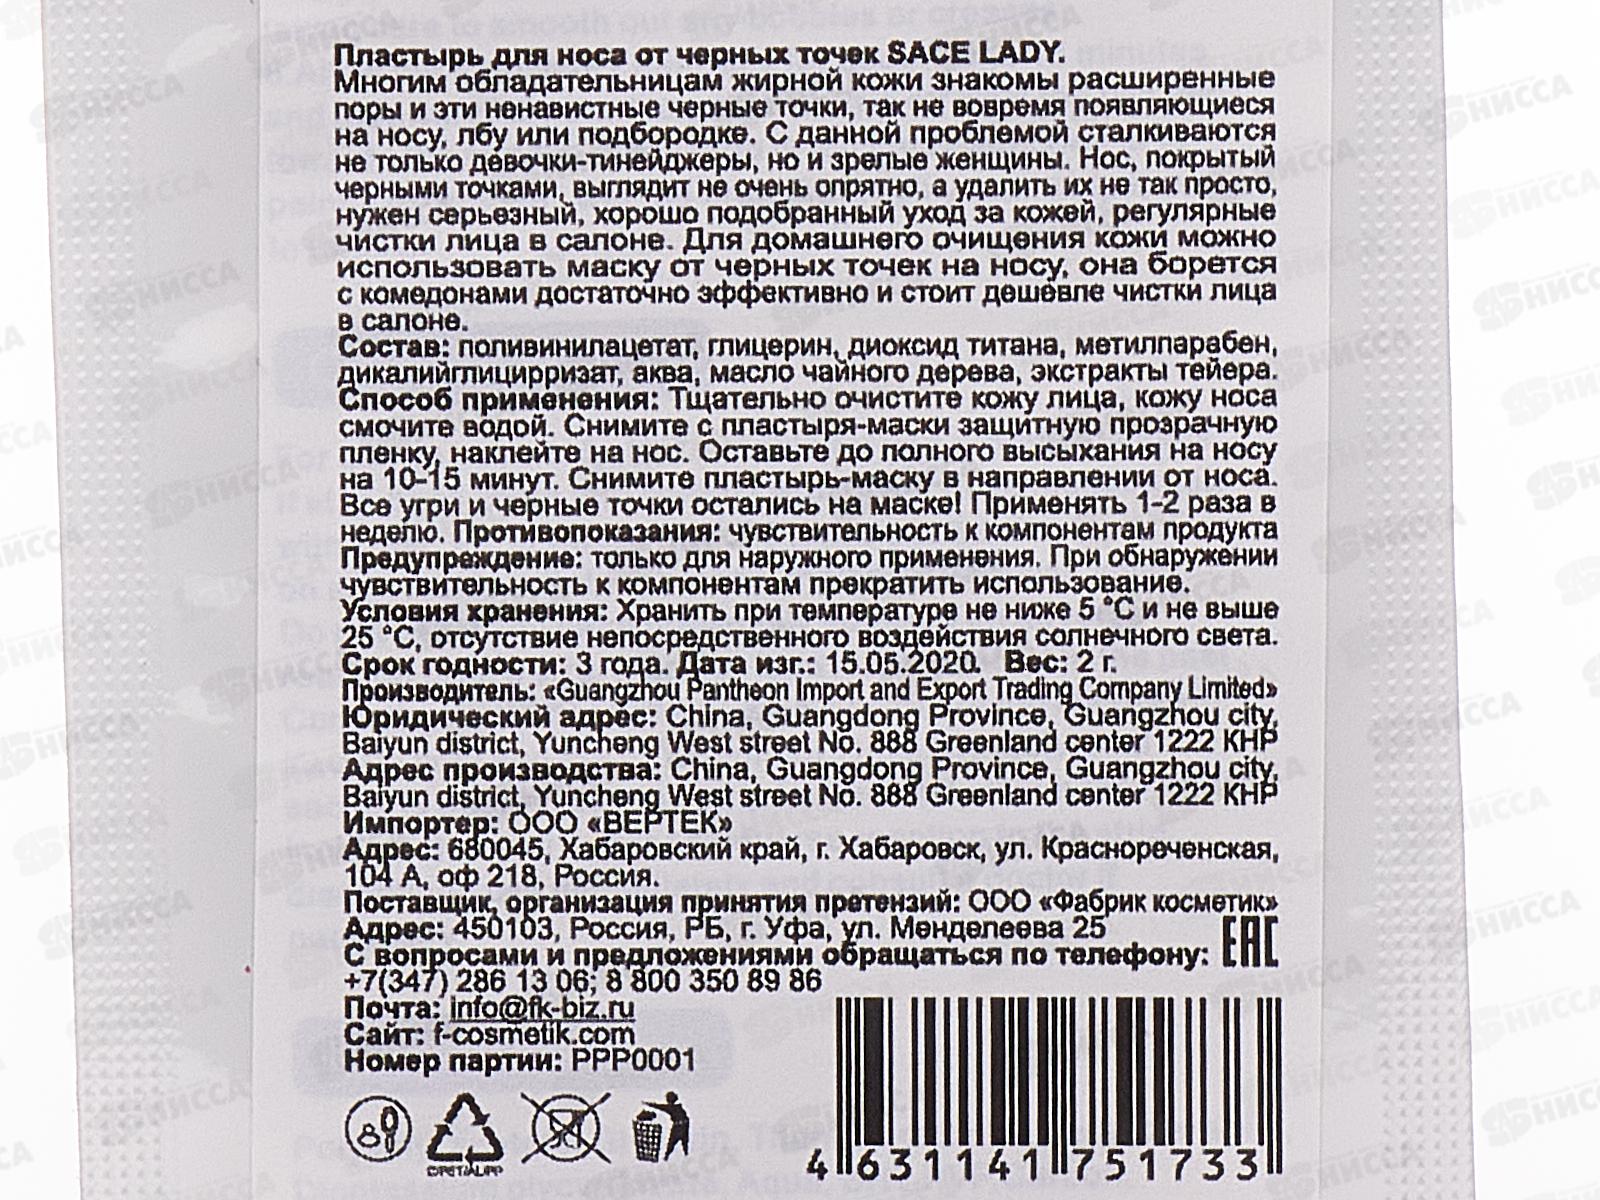 Пластырь для носа от черных точек SACE LADY.
Многим обладательницам жирной кожи знакомы расширенные
поры и эти ненавистные черные точки, так не вовремя появляющиеся
на носу, лбу или подбородке. С данной проблемой сталкиваются
не только девочки-тинейджеры, но и зрелые женщины. Нос, покрытый
черными точками, выглядит не очень опрятно, а удалить их не так просто,
нужен серьезный, хорошо подобранный уход за кожей, регулярные
чистки лица в салоне. Для домашнего очищения кожи можно
использовать маску от черных точек на носу, она борется
с комедонами достаточно эффективно и стоит дешевле чистки лица
в салоне.
Состав: поливинилацетат, глицерин, диоксид титана, метилпарабен,
дикалийглицирризат, аква, масло чайного дерева, экстракты тейера.
Способ применения: Тщательно очистите кожу лица, кожу носа
смочите водой. Снимите с пластыря-маски защитную прозрачную
пленку, наклейте на нос. Оставьте до полного высыхания на носу
на 10-15 минут. Снимите пластырь-маску в направлении от носа.
Все угри и черные точки остались на маске! Применять 1-2 раза в
неделю. Противопоказания: чувствительность к компонентам продукта
Предупреждение: только для наружного применения. При обнаружении
чувствительность к компонентам прекратить использование.
Условия хранения: Хранить при температуре не ниже 5 °С и не выше
25 °С, отсутствие непосредственного воздействия солнечного света.
Срок годности: 3 года. Дата изг.: 15.05.2020. Вес: 2 г.
Производитель: «Guangzhou Pantheon Import and Export Trading Company Limited»
Юридический адрес: China, Guangdong Province, Guangzhou city,
Baiyun district, Yuncheng West street No. 888 Greenland center 1222 КНР
Адрес производства: China, Guangdong Province, Guangzhou city,
Baiyun district, Yuncheng West street No. 888 Greenland center 1222 КНР
Импортер: ООО «ВЕРТЕК»
Адрес: 680045, Хабаровский край, г. Хабаровск, ул. Краснореченская,
104 А, оф 218, Россия.
Поставщик, организация принятия претензий: ООО «Фабрик косметик»
Адрес: 450103, Россия, РБ, г. Уфа, ул. Менделеева 25
EAC
С вопросами и предложениями обращаться по телефону:
+7(347) 286 13 06; 8 800 350 89 86
Почта: info@fk-biz.ru
Сайт: f-cosmetik.com
Номер партии: PPP0001
4 631141 751733
НИССА